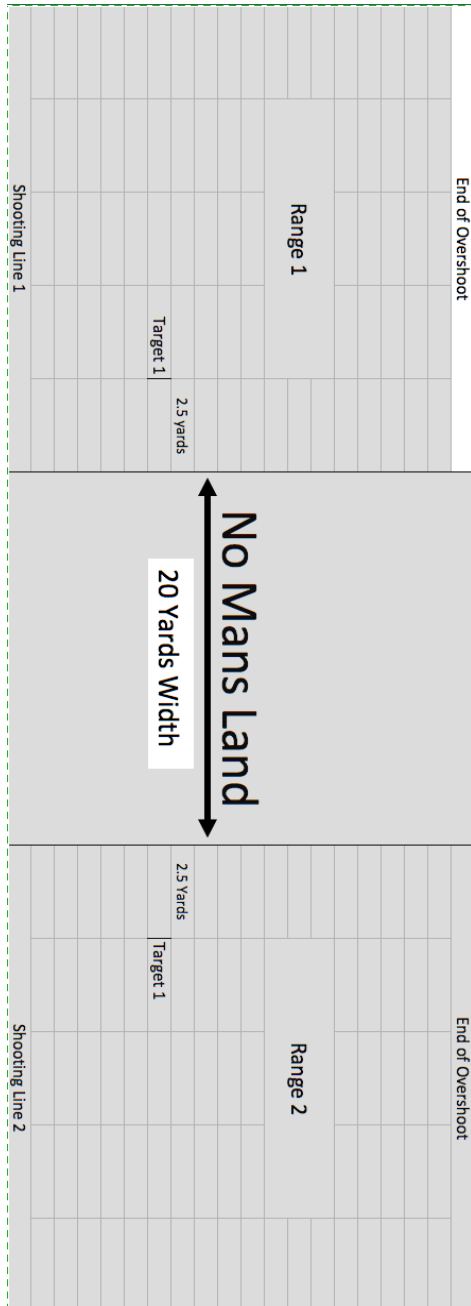 End of Overshoot
Range 1
Target 1
2.5 yards
Shooting Line 1
No Mans Land
20 Yards Width
End of Overshoot
Range 2
2.5 Yards
Target 1
Shooting Line 2